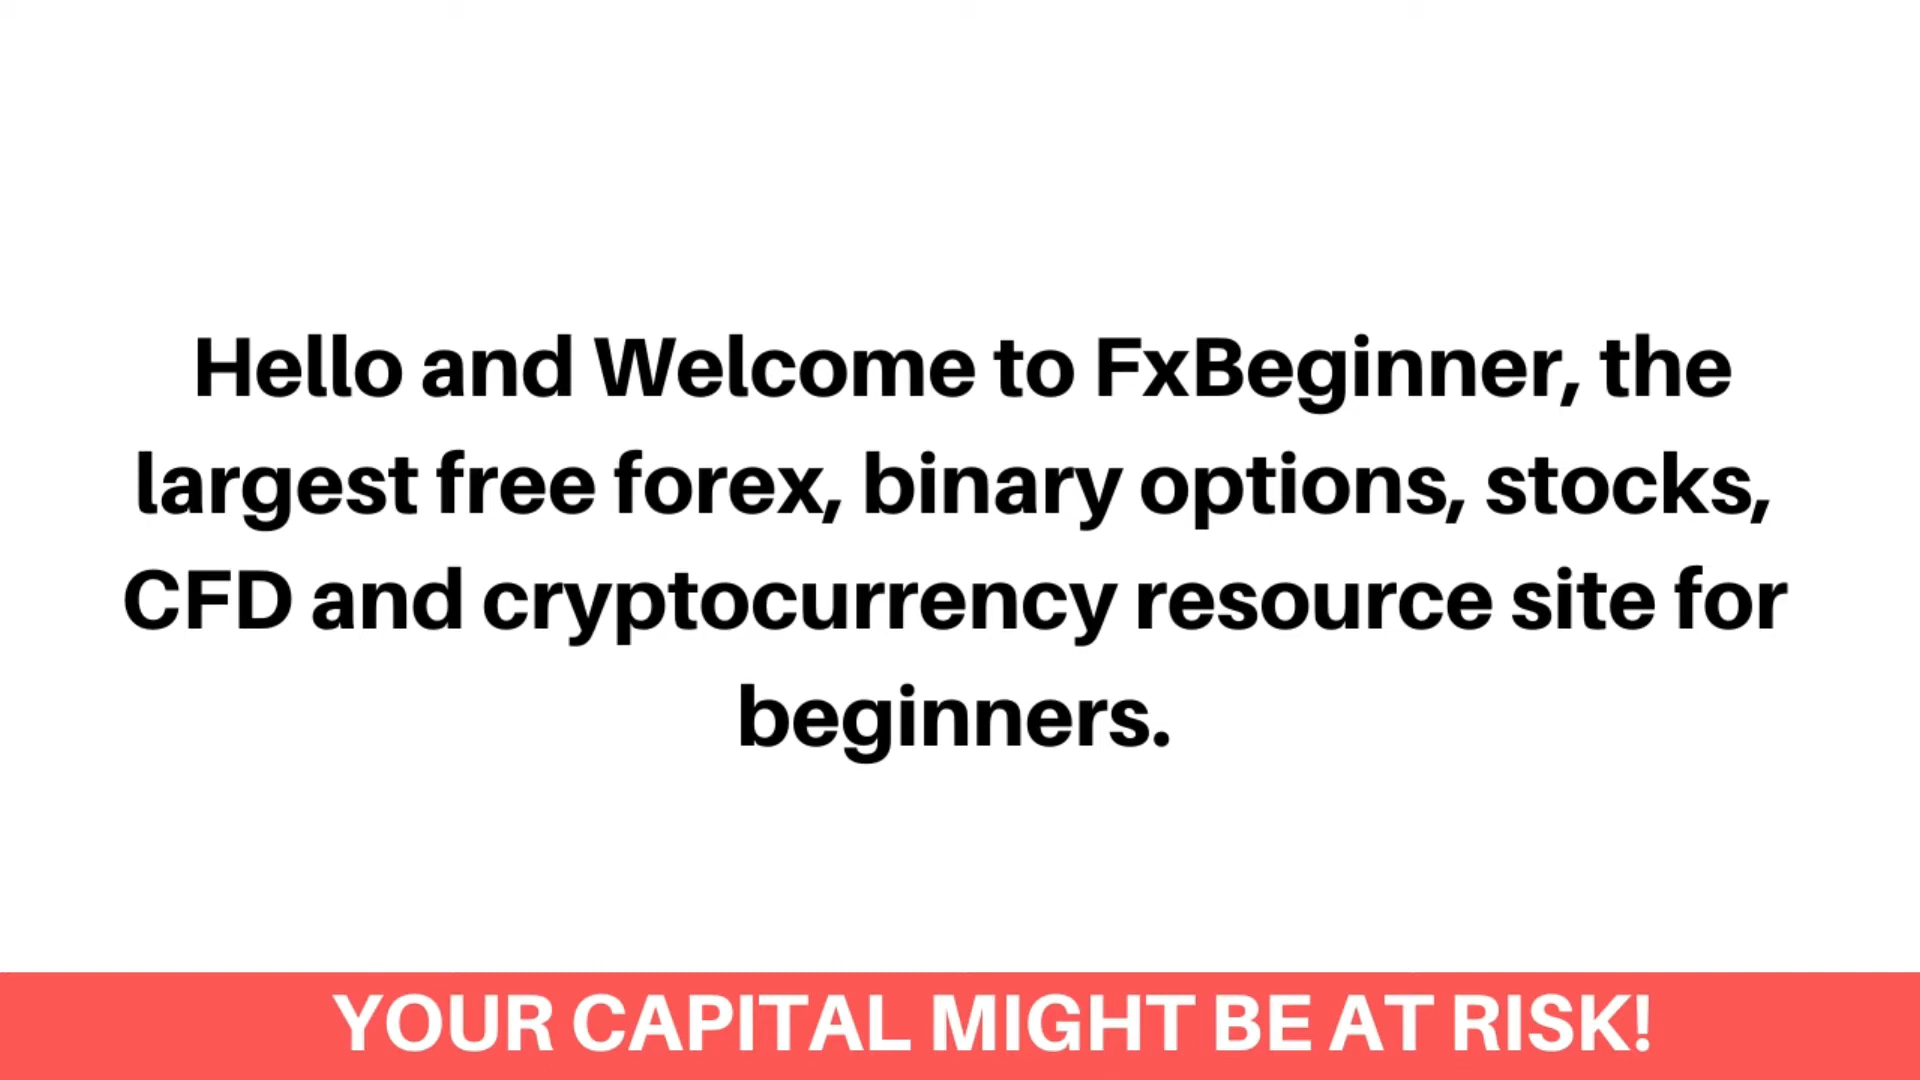 Hello and Welcome to FxBeginner, the
largest free forex, binary options, stocks,
CFD and cryptocurrency resource site for
beginners.
YOUR CAPITAL MIGHT BE AT RISK!